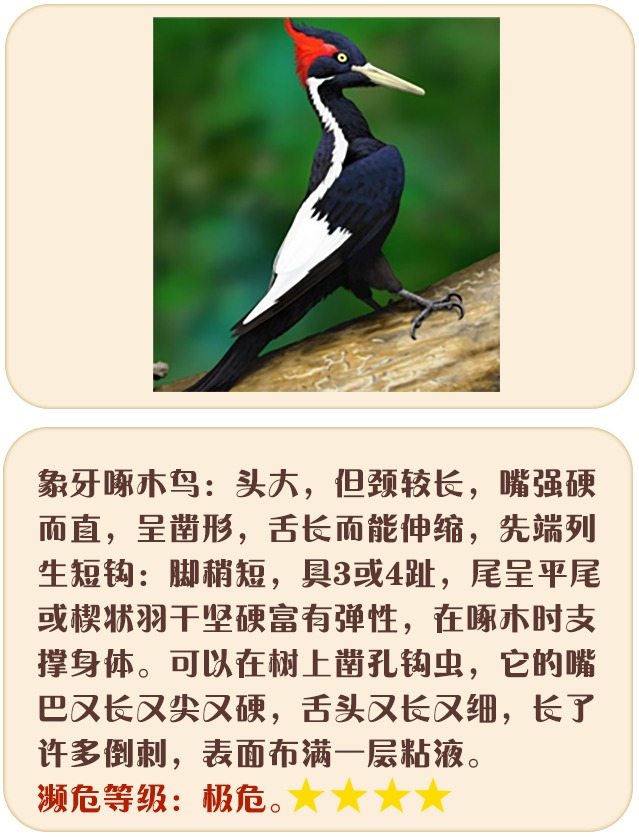 象牙啄木鸟：头大，但颈较长，嘴强硬
而直，呈凿形，舌长而能伸缩，先端列
生短钩：脚稍短，具3或4趾，尾呈平尾
或楔状羽干坚硬富有弹性，在啄木时支
撑身体。可以在树上凿孔钩虫，它的嘴
巴又长又尖又硬，舌头又长又细，长了
许多倒刺，表面布满一层粘液。
濒危等级：极危。★★★★